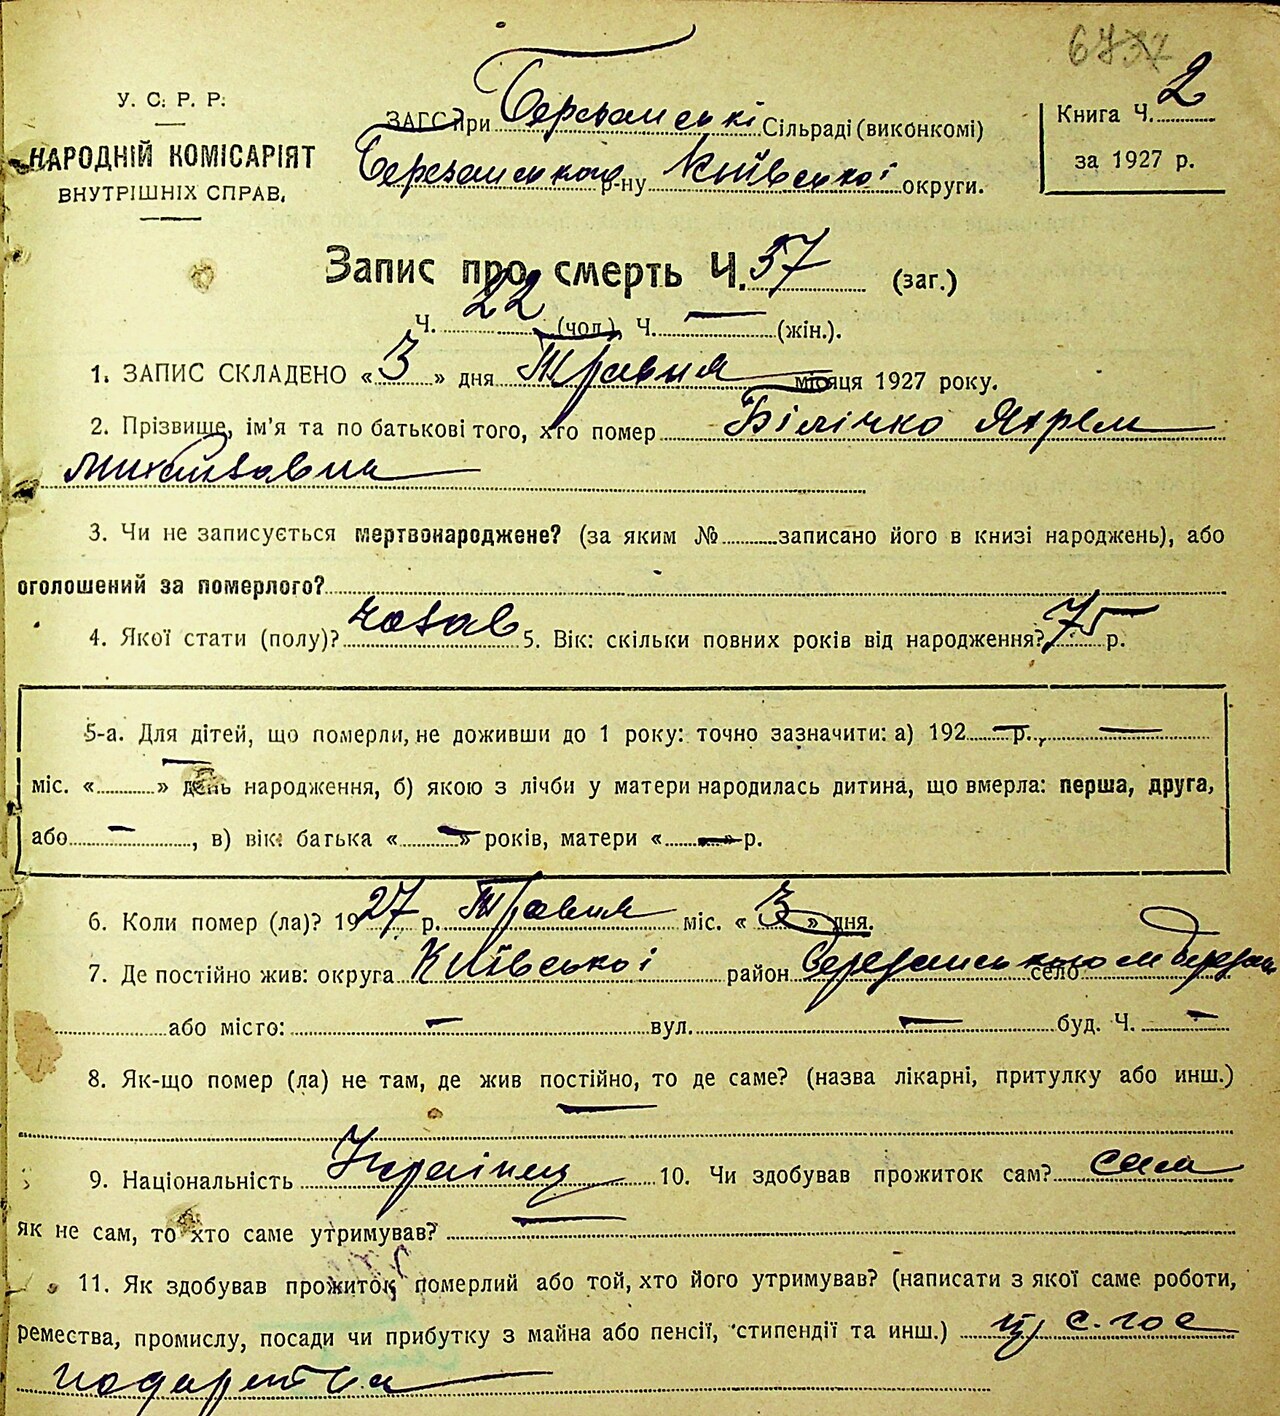 У. С. Р. Р.
НАРОДНІЙ КОМІСАРІЯТ
ВНУТРІШНІХ СПРАВ.
ЗАГС при Березанські Сільраді (виконкомі)
Березанського р-ну Київської округи.
Книга Ч. 2
за 1927 р.
Запис про смерть Ч. 57 (заг.)
Ч. 22 (чол.) Ч. — (жін.).
1. ЗАПИС СКЛАДЕНО «3» дня Травня місяця 1927 року.
2. Прізвище, ім'я та по батькові того, хто помер Білічко Яхрем
3. Чи не записується мертвонароджене? (за яким № записано його в книзі народжень), або
оголошений за померлого?
4. Якої стати (полу)? 5. Вік: скільки повних років від народження? 75 р.
5-а. Для дітей, що померли, не доживши до 1 року: точно зазначити: а) 192 — р., —
міс. «—» день народження, б) якою з лічби у матери народилась дитина, що вмерла: перша, друга,
або —, в) вік: батька «—» років, матери «—» р.
6. Коли помер (ла)? 1927 р. Травня міс. «3» дня.
7. Де постійно жив: округа Київської район Березанського село м Березань
або місто: — вул. — буд. Ч. —
8. Як-що помер (ла) не там, де жив постійно, то де саме? (назва лікарні, притулку або инш.)
—
9. Національність Українец 10. Чи здобував прожиток сам? сам
як не сам, то хто саме утримував? —
11. Як здобував прожиток померлий або той, хто його утримував? (написати з якої саме роботи,
ремества, промислу, посади чи прибутку з майна або пенсії, стипендії та инш.) із с. гос
подарства